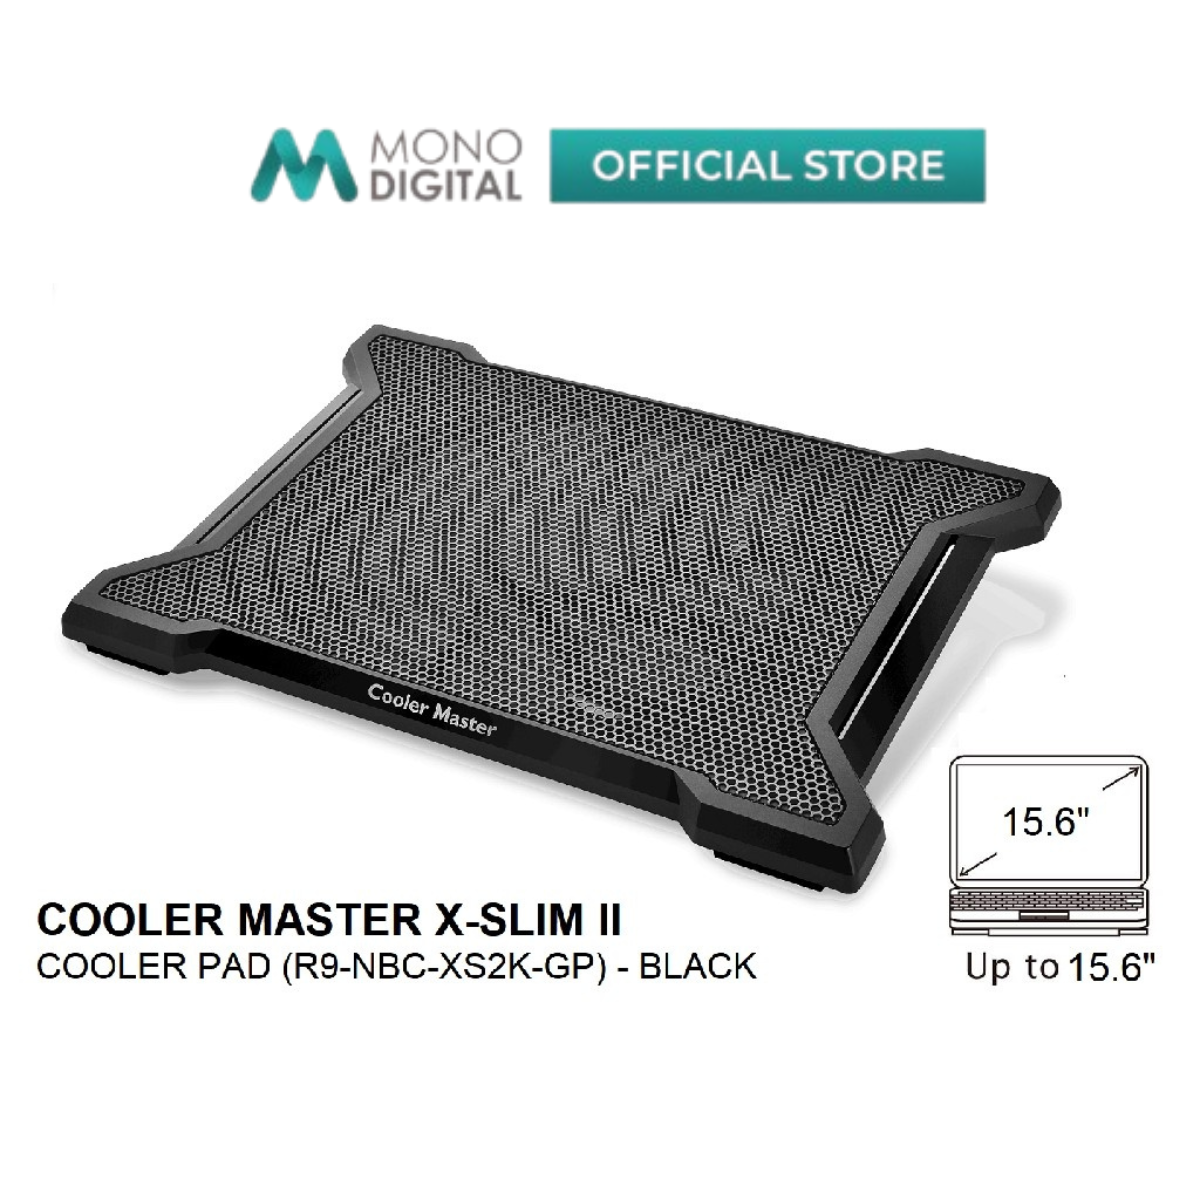 MONO
DIGITAL
OFFICIAL STORE
Cooler Master
15.6"
COOLER MASTER X-SLIM II
COOLER PAD (R9-NBC-XS2K-GP) - BLACK
Up to 15.6"